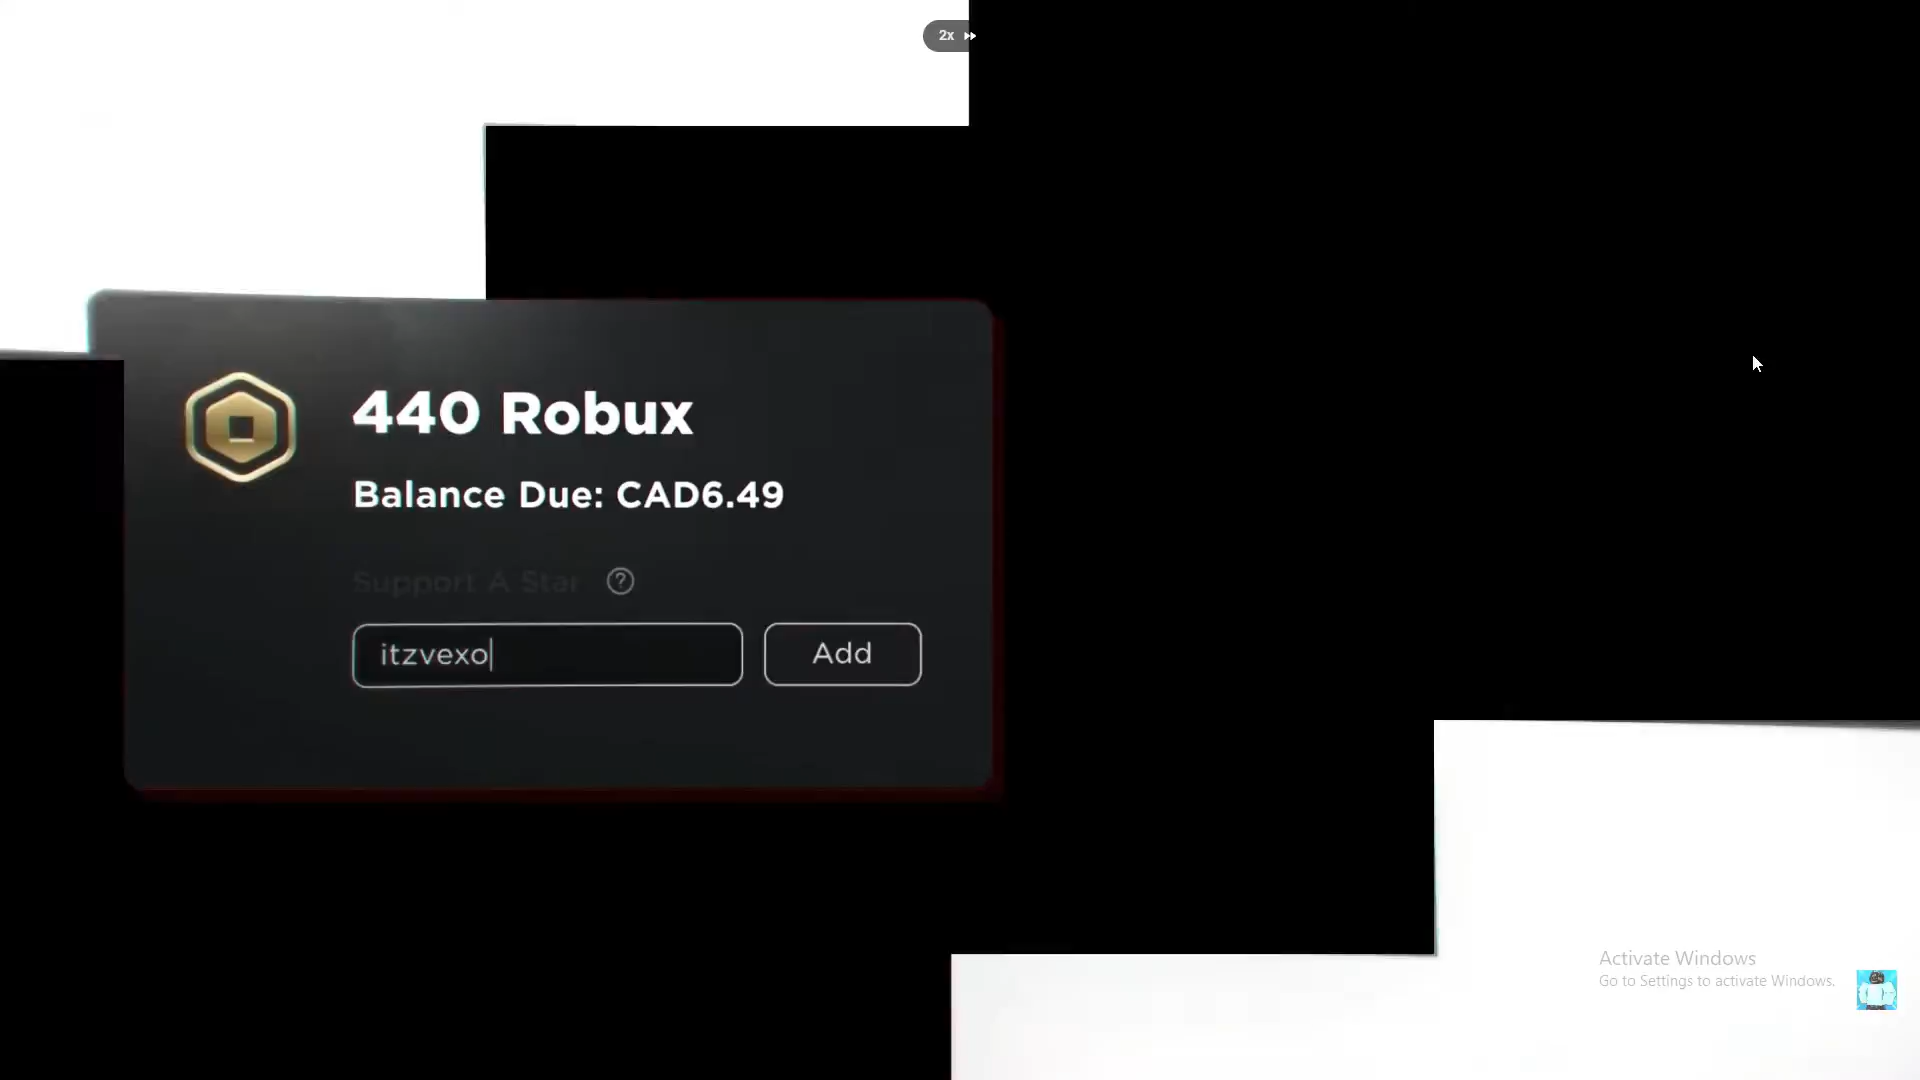 2x
440 Robux
Balance Due: CAD6.49
Support A Star ?
itzvexo
Add
Activate Windows
Go to Settings to activate Windows.